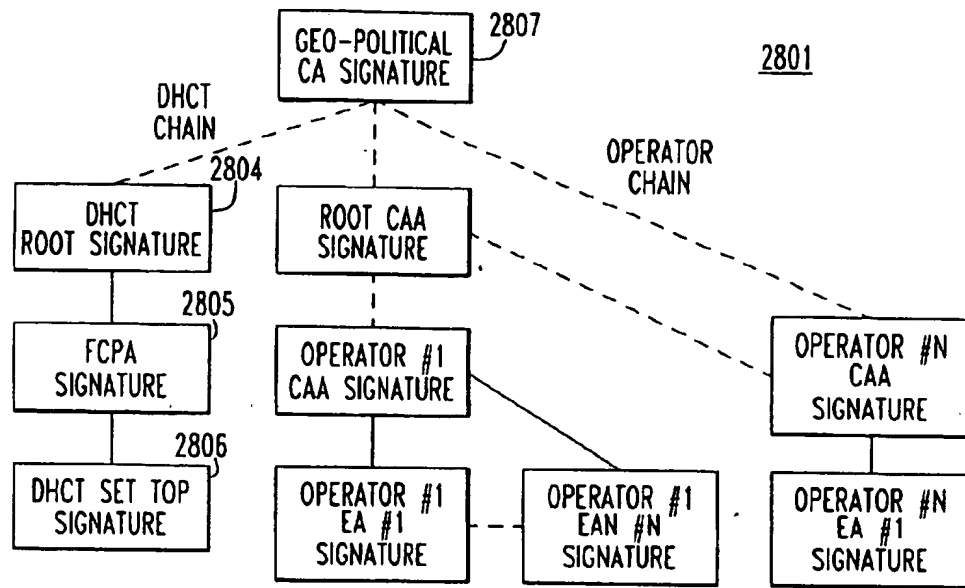 GEO-POLITICAL
CA SIGNATURE
2807
2801
DHCT
CHAIN
OPERATOR
CHAIN
2804
DHCT
ROOT SIGNATURE
ROOT CAA
SIGNATURE
2805
FCPA
SIGNATURE
OPERATOR #1
CAA SIGNATURE
OPERATOR #N
CAA
SIGNATURE
2806
DHCT SET TOP
SIGNATURE
OPERATOR #1
EA #1
SIGNATURE
OPERATOR #1
EAN #N
SIGNATURE
OPERATOR #N
EA #1
SIGNATURE